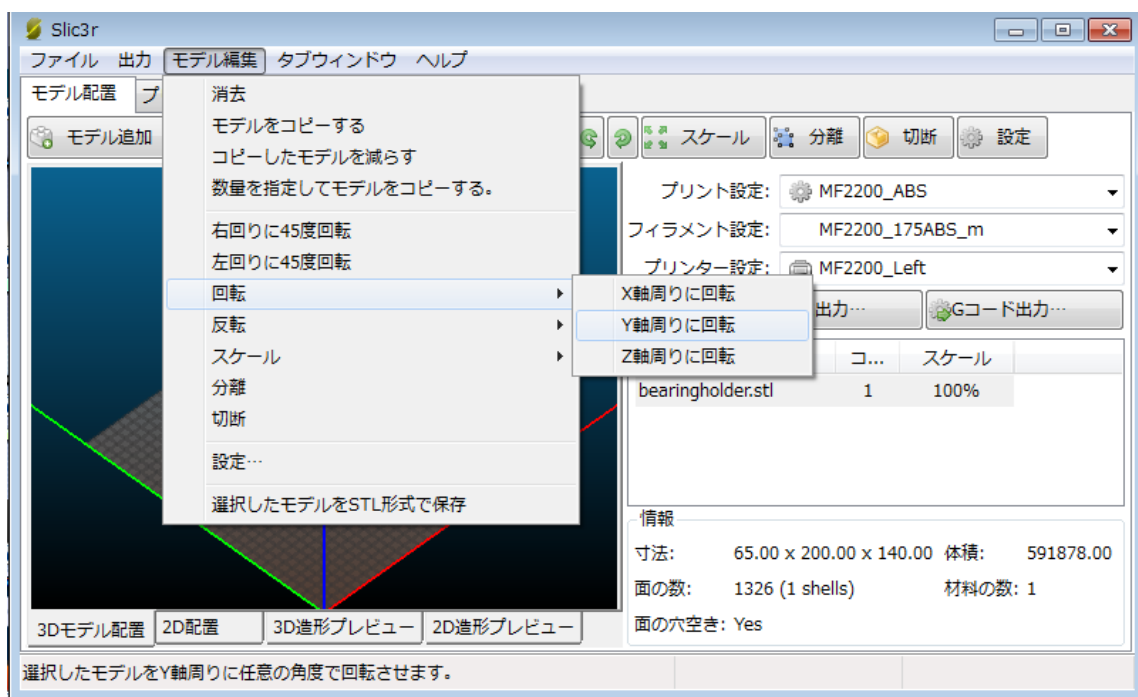 Slic3r
ファイル 出力 モデル編集 タブウィンドウ ヘルプ
モデル配置 プ
モデル追加 スケール 分離 切断 設定
消去
モデルをコピーする
コピーしたモデルを減らす
数量を指定してモデルをコピーする。
右回りに45度回転
左回りに45度回転
回転
反転
スケール
分離
切断
設定…
選択したモデルをSTL形式で保存
X軸周りに回転
Y軸周りに回転
Z軸周りに回転
プリント設定: MF2200_ABS
フィラメント設定: MF2200_175ABS_m
プリンター設定: MF2200_Left
出力… Gコード出力…
コ... スケール
bearingholder.stl 1 100%
情報
寸法: 65.00 x 200.00 x 140.00 体積: 591878.00
面の数: 1326 (1 shells) 材料の数: 1
面の穴空き: Yes
3Dモデル配置 2D配置 3D造形プレビュー 2D造形プレビュー
選択したモデルをY軸周りに任意の角度で回転させます。